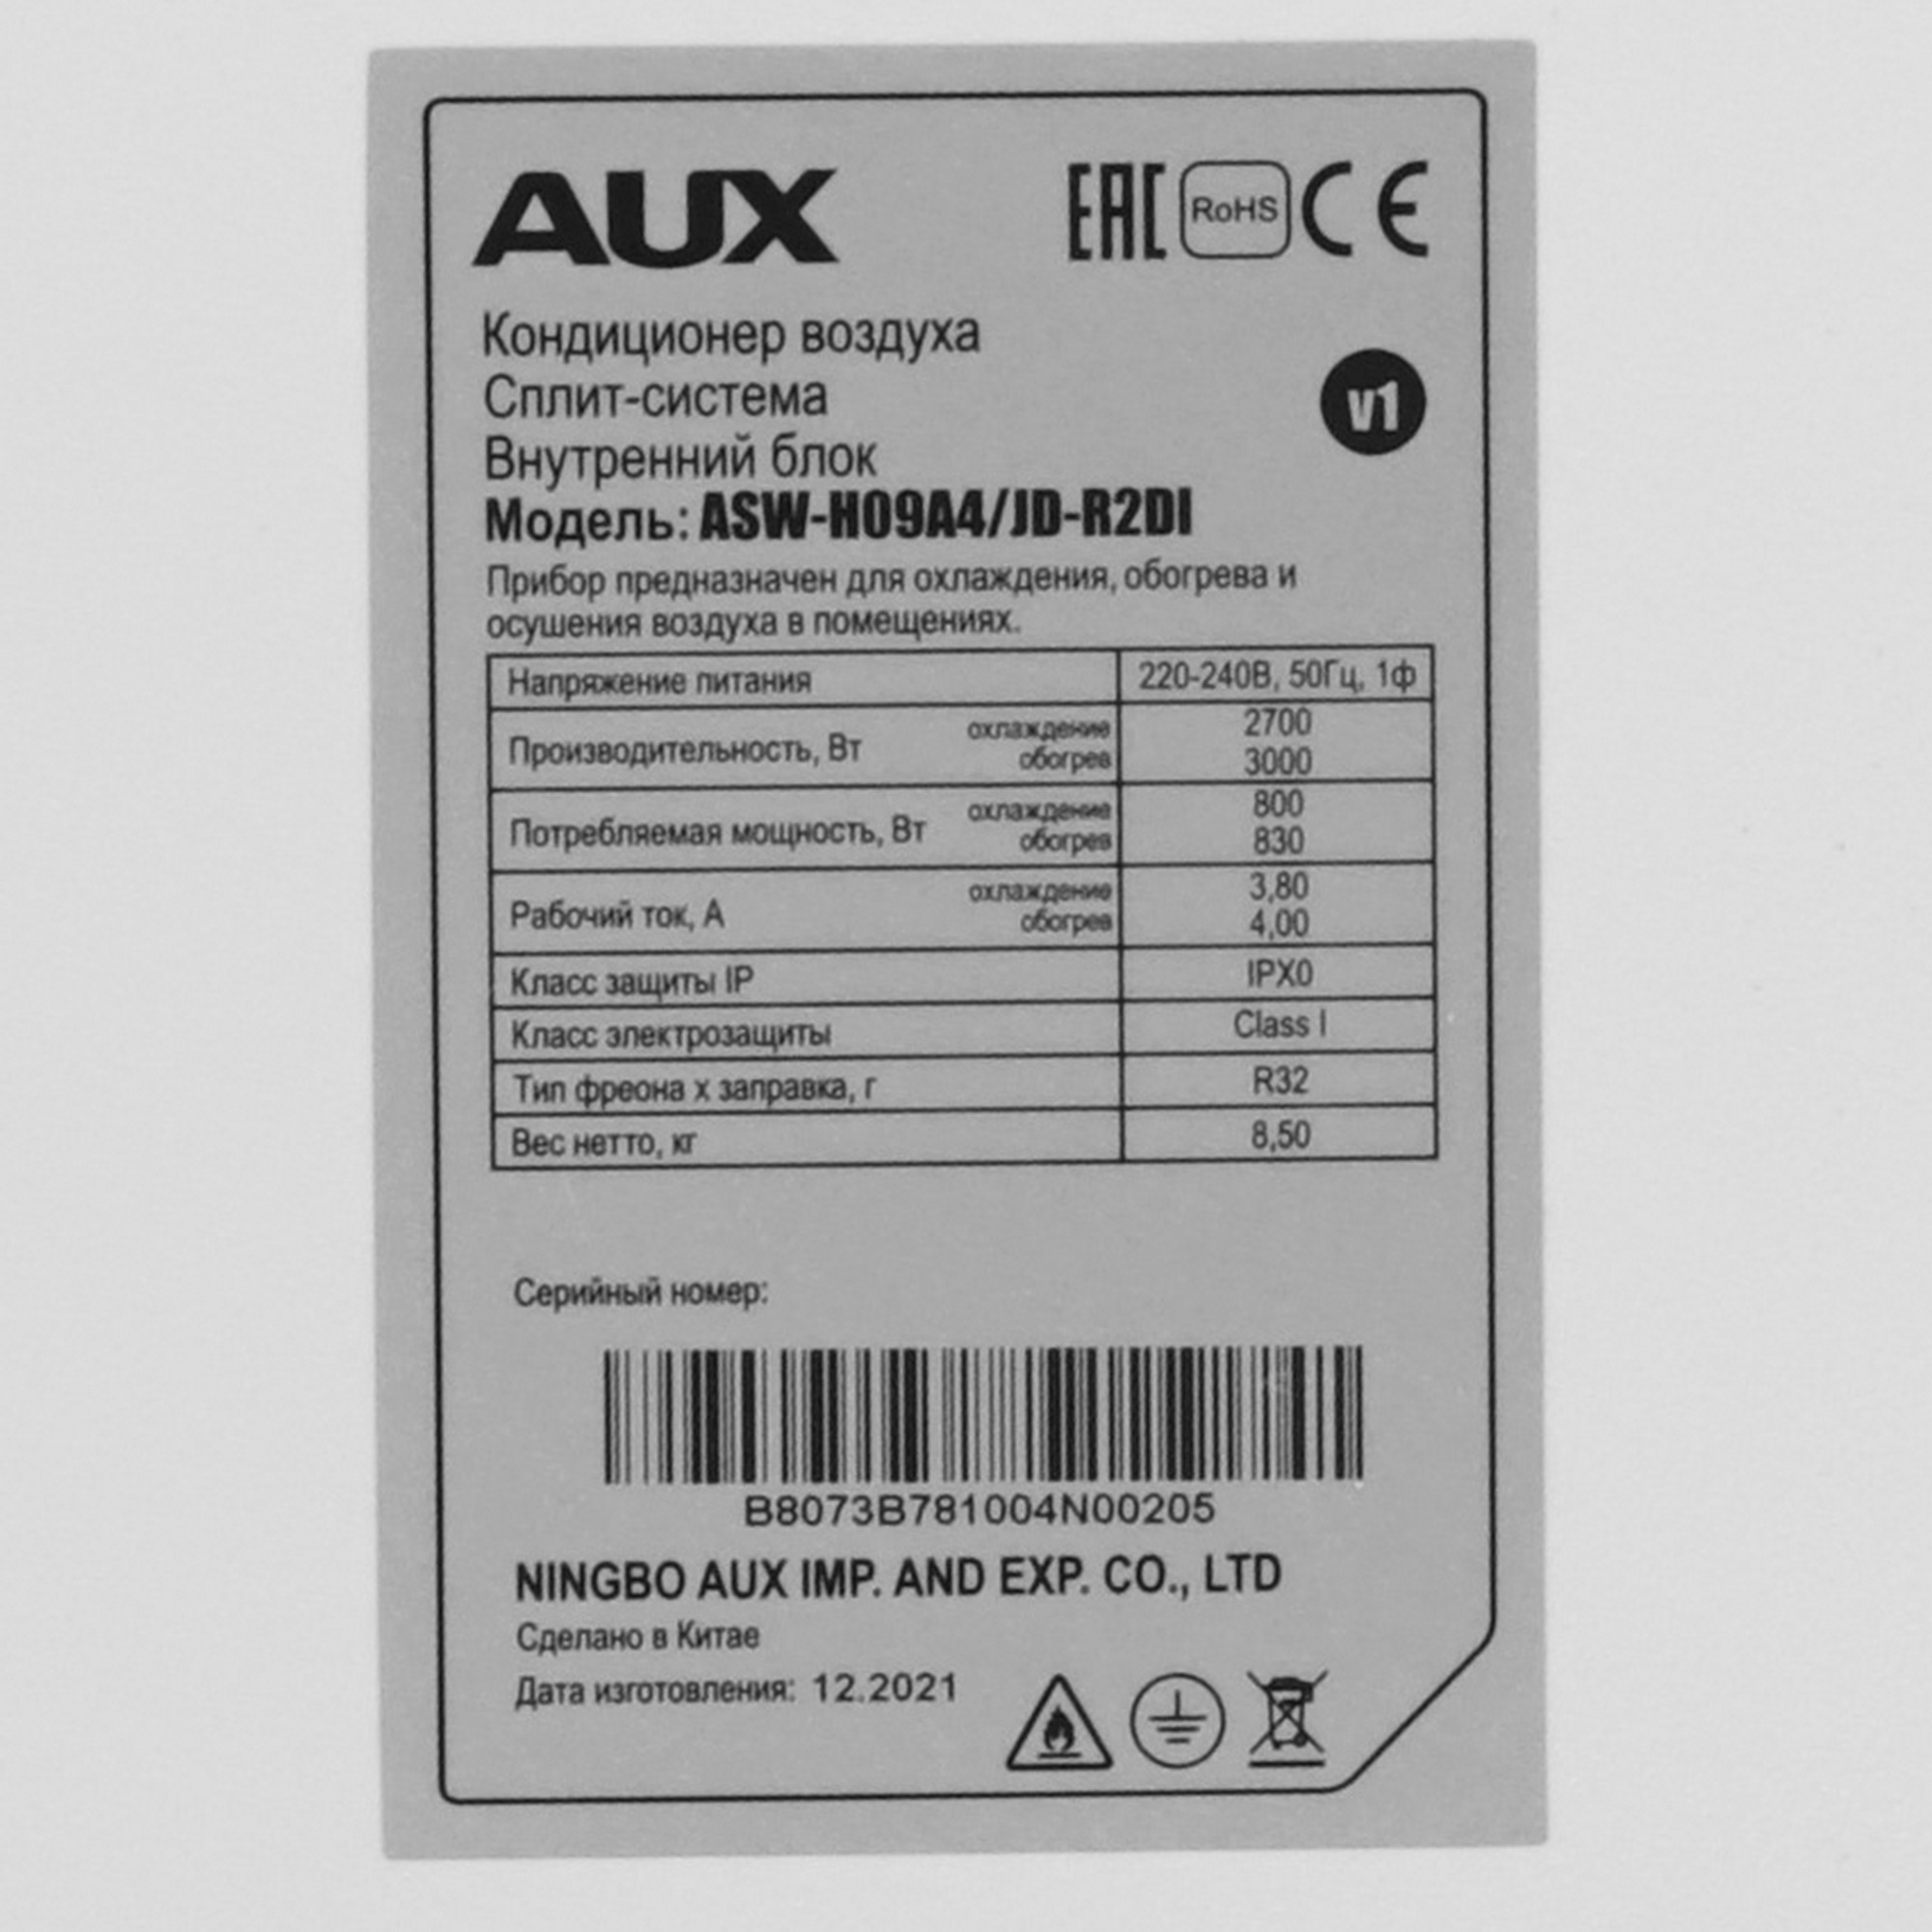 AUX
EAC RoHS CE
Кондиционер воздуха
Сплит-система
v1
Внутренний блок
Модель: ASW-H09A4/JD-R2DI
Прибор предназначен для охлаждения, обогрева и
осушения воздуха в помещениях.
Напряжение питания 220-240В, 50Гц, 1ф
Производительность, Вт охлаждение 2700
обогрев 3000
Потребляемая мощность, Вт охлаждение 800
обогрев 830
Рабочий ток, А охлаждение 3,80
обогрев 4,00
Класс защиты IP IPX0
Класс электрозащиты Class I
Тип фреона х заправка, г R32
Вес нетто, кг 8,50
Серийный номер:
B8073B781004N00205
NINGBO AUX IMP. AND EXP. CO., LTD
Сделано в Китае
Дата изготовления: 12.2021